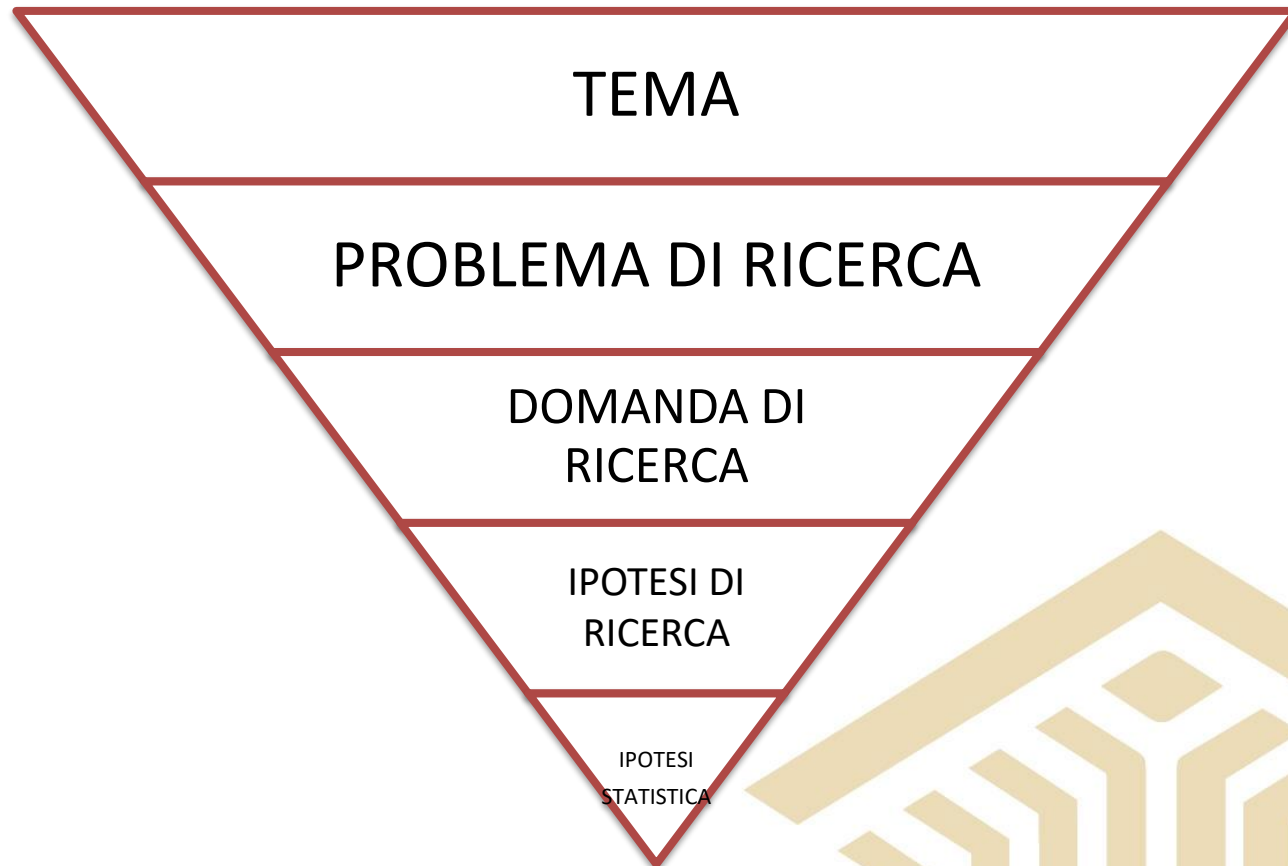 TEMA
PROBLEMA DI RICERCA
DOMANDA DI
RICERCA
IPOTESI DI
RICERCA
IPOTESI
STATISTICA